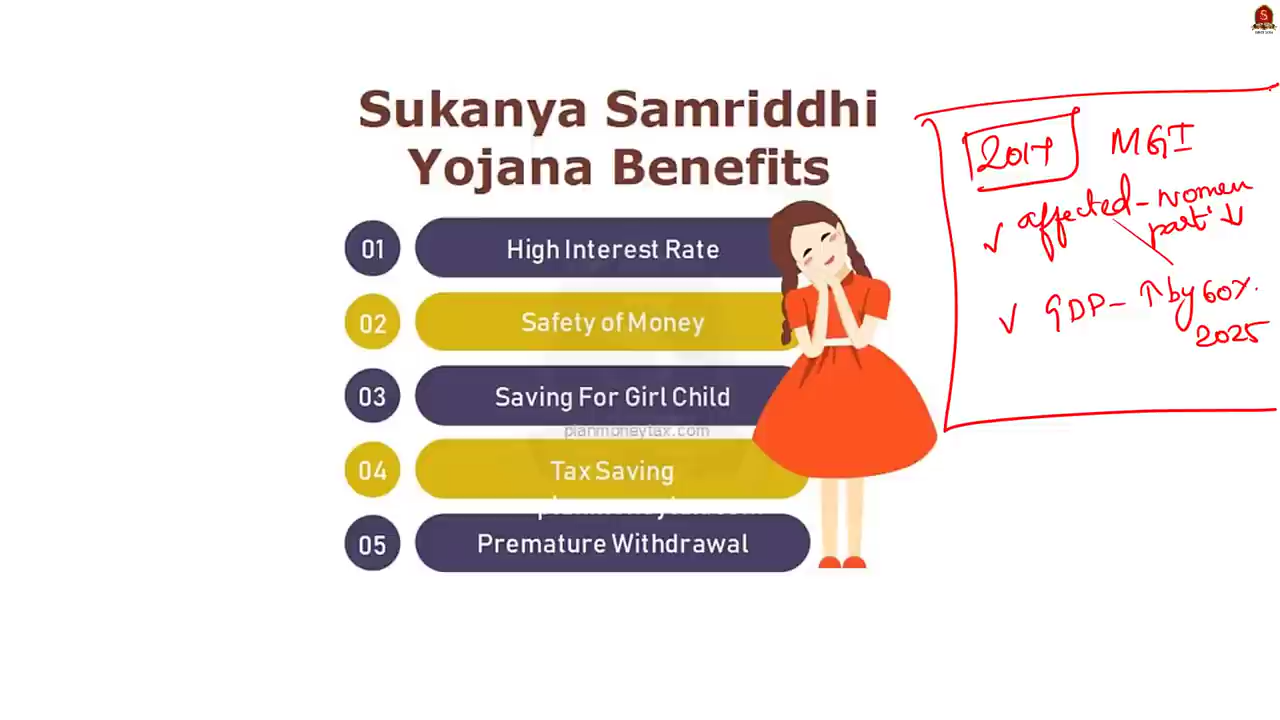 Sukanya Samriddhi
Yojana Benefits
01 High Interest Rate
02 Safety of Money
03 Saving For Girl Child
planmoneytax.com
04 Tax Saving
05 Premature Withdrawal
MGI
affected - women
part' ↓
GDP - ↑ by 60%.
2025